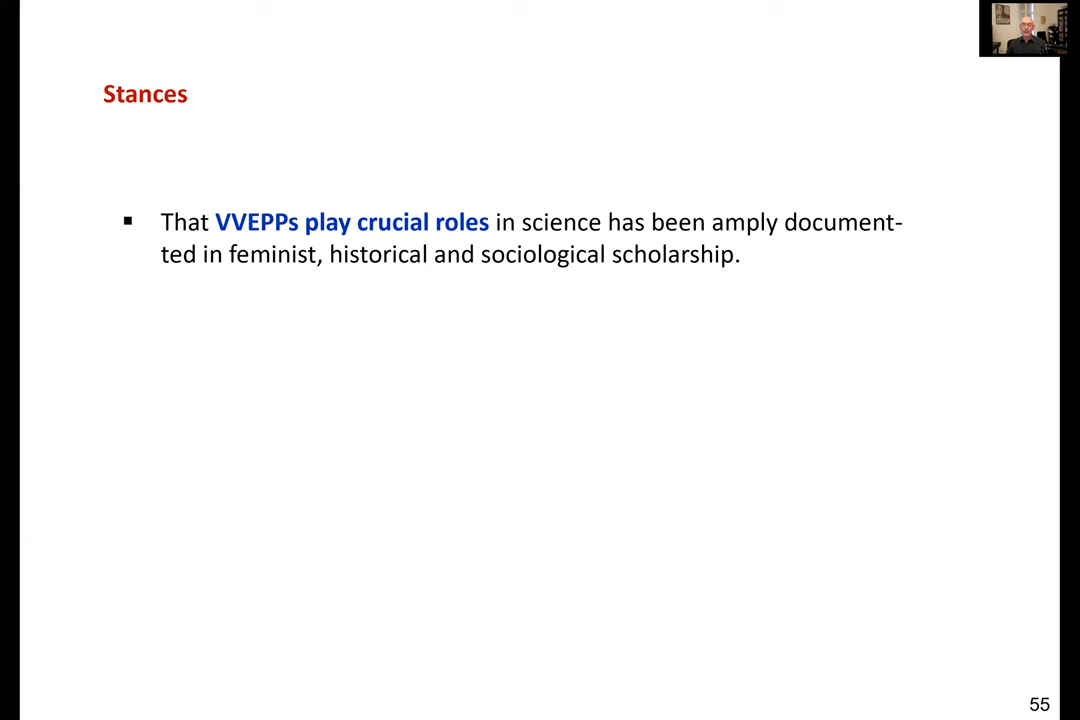 Stances
▪ That VVEPPs play crucial roles in science has been amply document-
ted in feminist, historical and sociological scholarship.
55